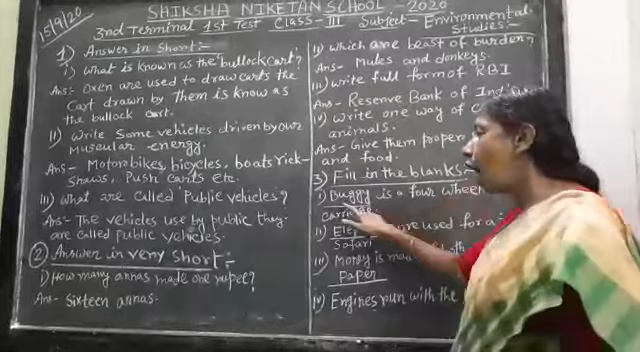 SHIKSHA NIKETAN SCHOOL - 2020
15/9/20
2nd Terminal 1st Test Class-III Subject- Environmental
Studies:-
1) Answer in Short:-
i) What is known as the 'bullock cart'?
Ans:- Oxen are used to draw carts the
Cart drawn by them is know as
the bullock cart.
II) Write Some vehicles driven by our
Muscular energy.
Ans- Motorbikes, bicycles, boats rick-
shaws, Push carts etc.
III) What are called 'Public vehicles'?
Ans- The vehicles use by public they
are called public vehicles.
2) Answer in very short:-
i) How many annas made one rupee?
Ans- Sixteen annas.
II) Which are beast of burden?
Ans- Mules and donkeys.
III) Write full form of RBI
Ans- Reserve Bank of India
IV) Write one way of
animals.
Ans- Give them proper
and food.
3) Fill in the blanks:-
i) Buggy is a four wheel
carriage
II) are used for a
Safari
III) Money is made
Paper
IV) Engines run with the